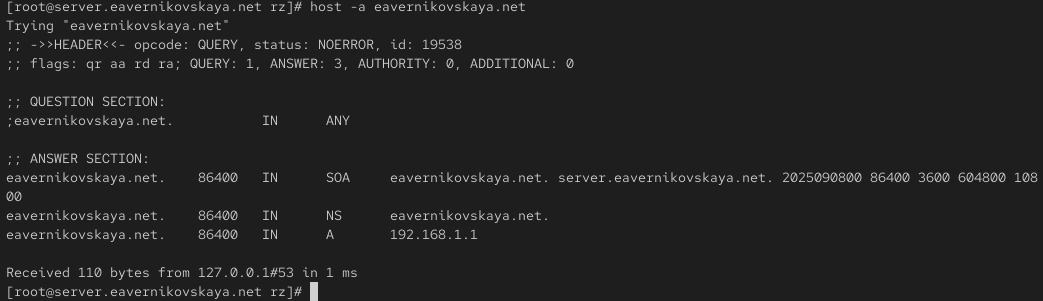 [root@server.eavernikovskaya.net rz]# host -a eavernikovskaya.net
Trying "eavernikovskaya.net"
;; ->>HEADER<<- opcode: QUERY, status: NOERROR, id: 19538
;; flags: qr aa rd ra; QUERY: 1, ANSWER: 3, AUTHORITY: 0, ADDITIONAL: 0
;; QUESTION SECTION:
;eavernikovskaya.net. IN ANY
;; ANSWER SECTION:
eavernikovskaya.net. 86400 IN SOA eavernikovskaya.net. server.eavernikovskaya.net. 2025090800 86400 3600 604800 108
00
eavernikovskaya.net. 86400 IN NS eavernikovskaya.net.
eavernikovskaya.net. 86400 IN A 192.168.1.1
Received 110 bytes from 127.0.0.1#53 in 1 ms
[root@server.eavernikovskaya.net rz]#